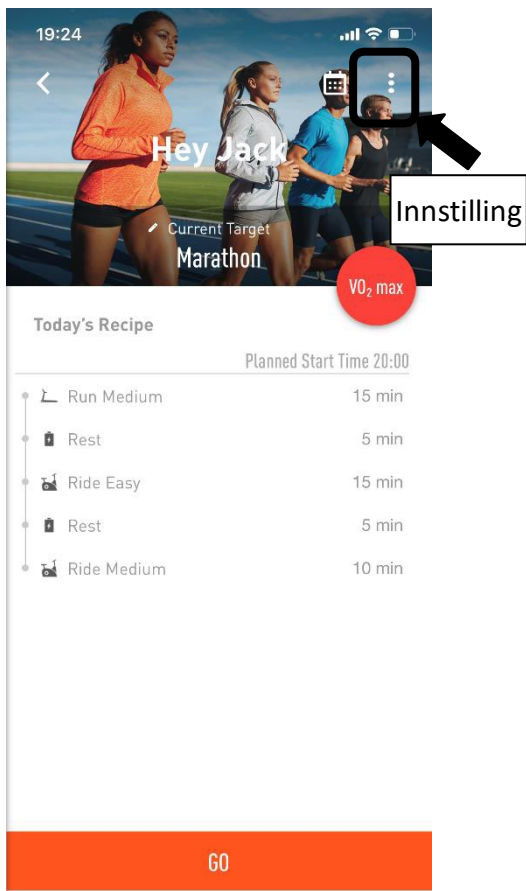 19:24
Hey Jack
Innstilling
Current Target
Marathon
VO₂ max
Today's Recipe
Planned Start Time 20:00
Run Medium 15 min
Rest 5 min
Ride Easy 15 min
Rest 5 min
Ride Medium 10 min
GO